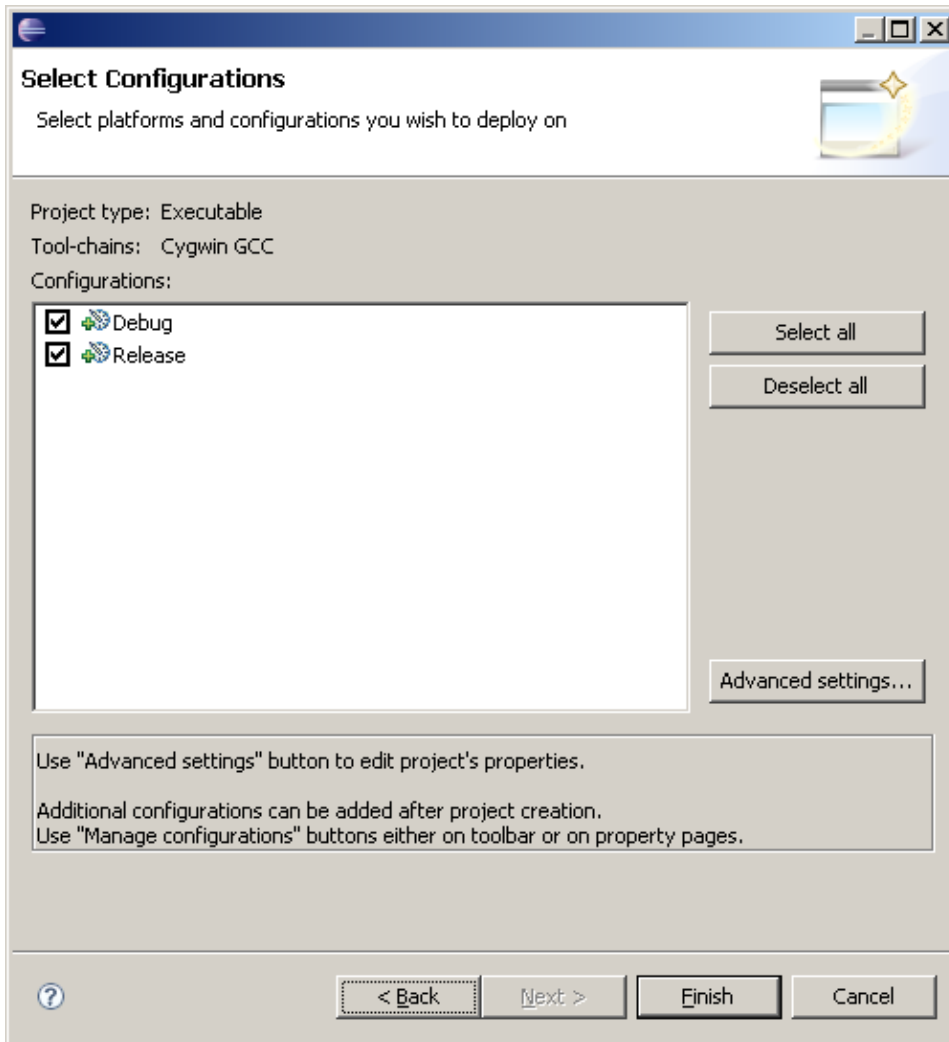 Select Configurations
Select platforms and configurations you wish to deploy on
Project type: Executable
Tool-chains: Cygwin GCC
Configurations:
Debug
Release
Select all
Deselect all
Advanced settings...
Use "Advanced settings" button to edit project's properties.
Additional configurations can be added after project creation.
Use "Manage configurations" buttons either on toolbar or on property pages.
?
< Back
Next >
Finish
Cancel